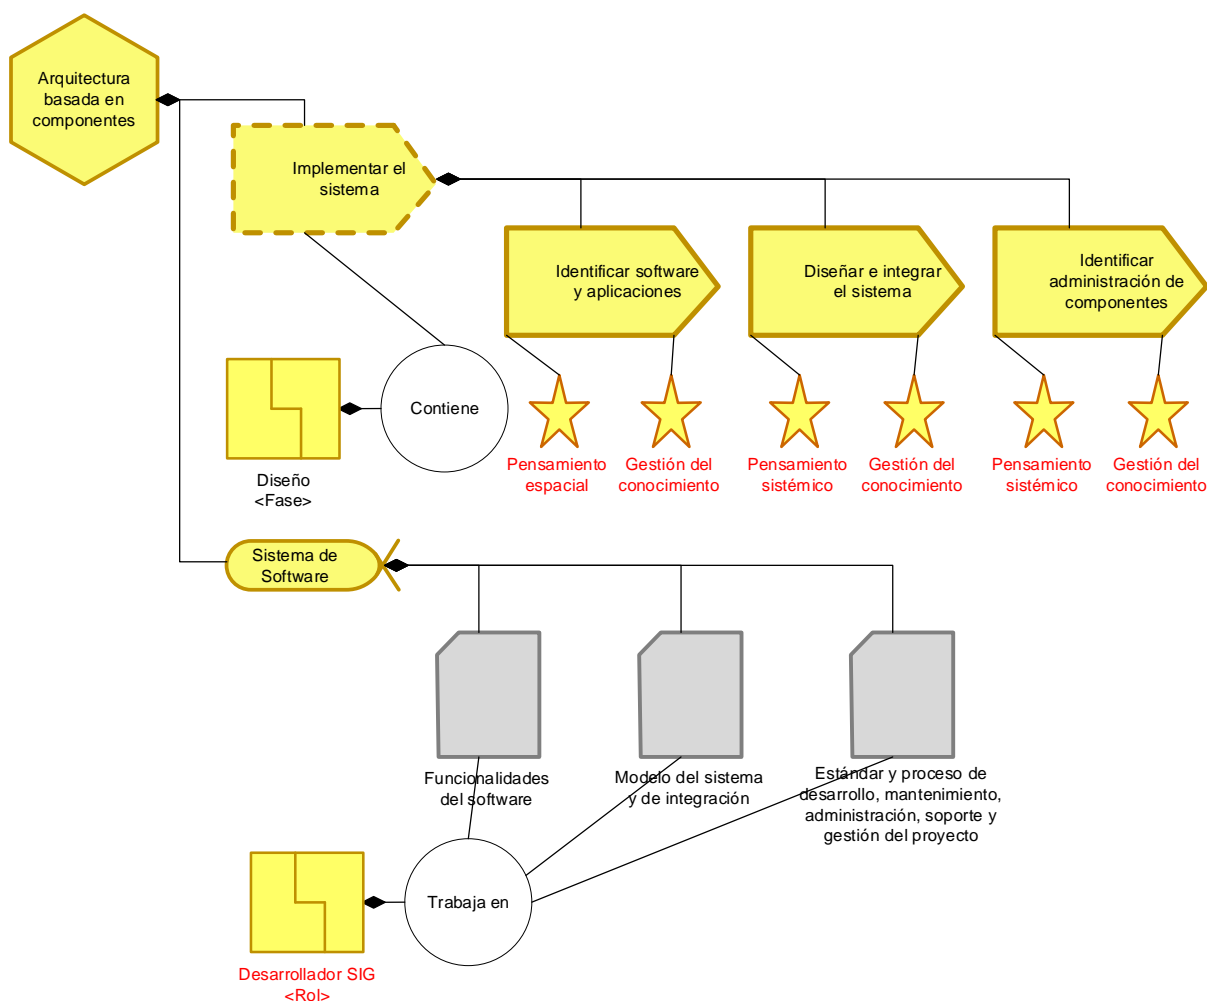 Arquitectura
basada en
componentes
Implementar el
sistema
Identificar software
y aplicaciones
Diseñar e integrar
el sistema
Identificar
administración de
componentes
Contiene
Diseño
<Fase>
Pensamiento
espacial
Gestión del
conocimiento
Pensamiento
sistémico
Gestión del
conocimiento
Pensamiento
sistémico
Gestión del
conocimiento
Sistema de
Software
Funcionalidades
del software
Modelo del sistema
y de integración
Estándar y proceso de
desarrollo, mantenimiento,
administración, soporte y
gestión del proyecto
Trabaja en
Desarrollador SIG
<Rol>